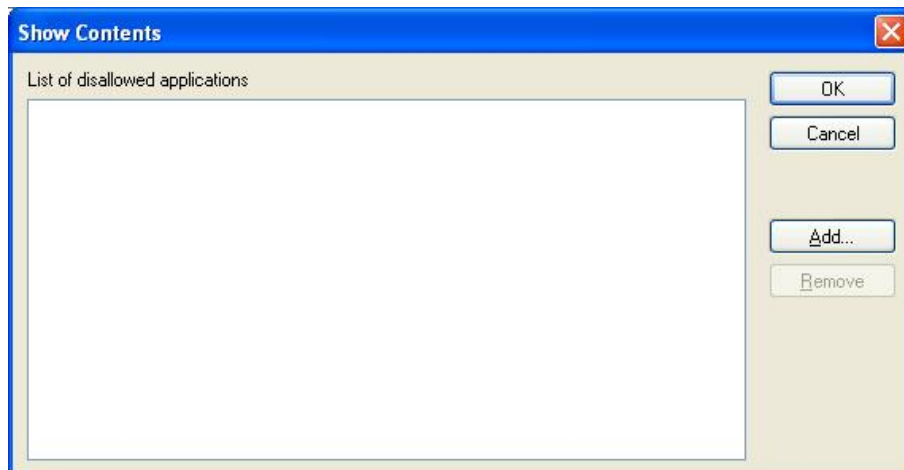 Show Contents
List of disallowed applications
OK
Cancel
Add...
Remove